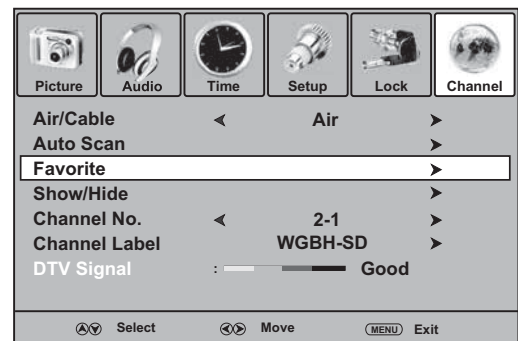 Picture Audio Time Setup Lock Channel
Air/Cable Air
Auto Scan
Favorite
Show/Hide
Channel No. 2-1
Channel Label WGBH-SD
DTV Signal : Good
Select Move MENU Exit